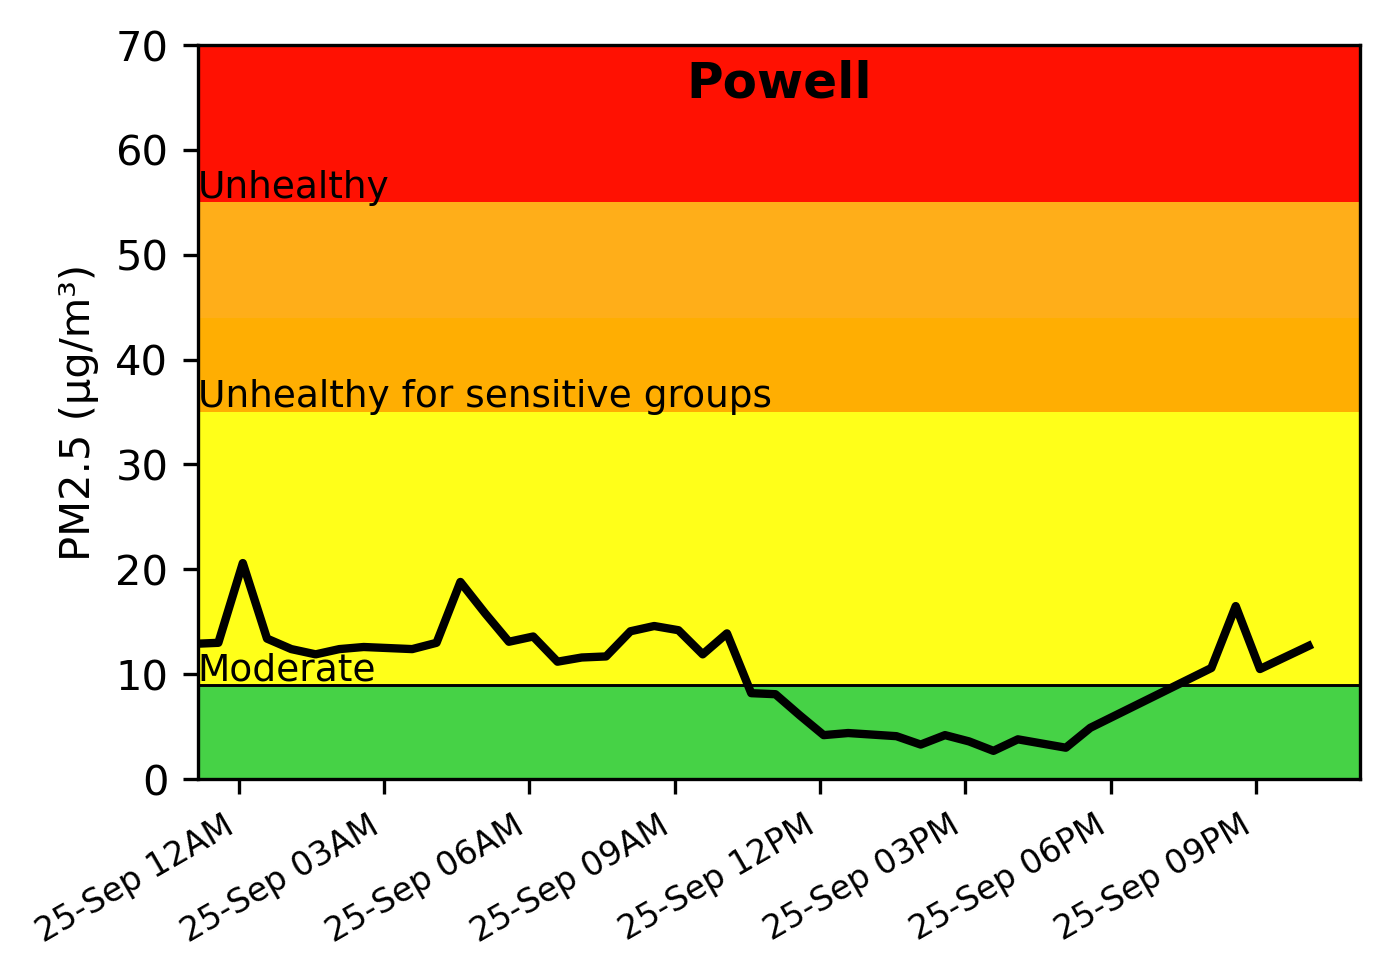 Powell
PM2.5 (µg/m³)
70
60
50
40
30
20
10
0
Unhealthy
Unhealthy for sensitive groups
Moderate
25-Sep 12AM
25-Sep 03AM
25-Sep 06AM
25-Sep 09AM
25-Sep 12PM
25-Sep 03PM
25-Sep 06PM
25-Sep 09PM